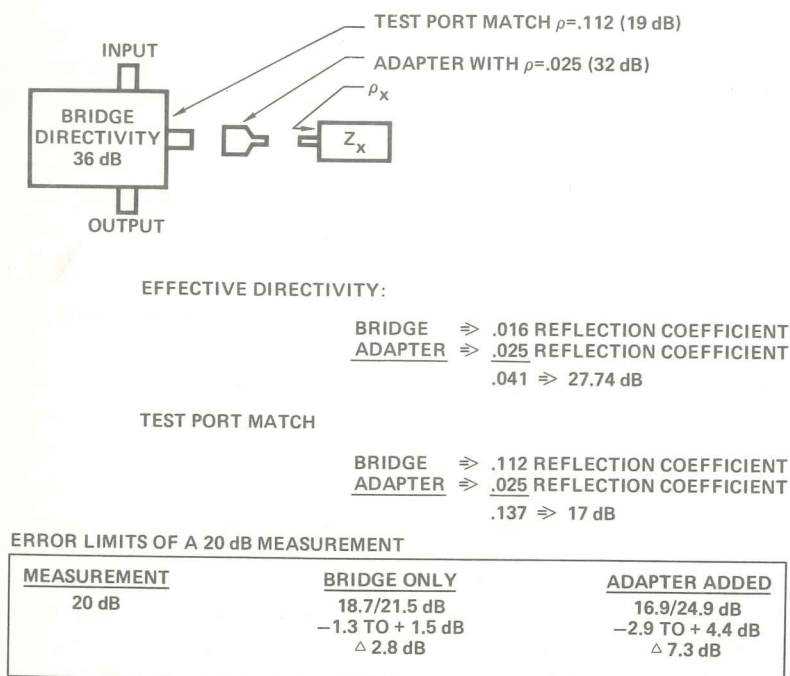 TEST PORT MATCH ρ=.112 (19 dB)
INPUT
ADAPTER WITH ρ=.025 (32 dB)
ρx
BRIDGE
DIRECTIVITY
36 dB
Zx
OUTPUT
EFFECTIVE DIRECTIVITY:
BRIDGE ⇒ .016 REFLECTION COEFFICIENT
ADAPTER ⇒ .025 REFLECTION COEFFICIENT
.041 ⇒ 27.74 dB
TEST PORT MATCH
BRIDGE ⇒ .112 REFLECTION COEFFICIENT
ADAPTER ⇒ .025 REFLECTION COEFFICIENT
.137 ⇒ 17 dB
ERROR LIMITS OF A 20 dB MEASUREMENT
MEASUREMENT BRIDGE ONLY ADAPTER ADDED
20 dB 18.7/21.5 dB 16.9/24.9 dB
−1.3 TO + 1.5 dB −2.9 TO + 4.4 dB
△ 2.8 dB △ 7.3 dB